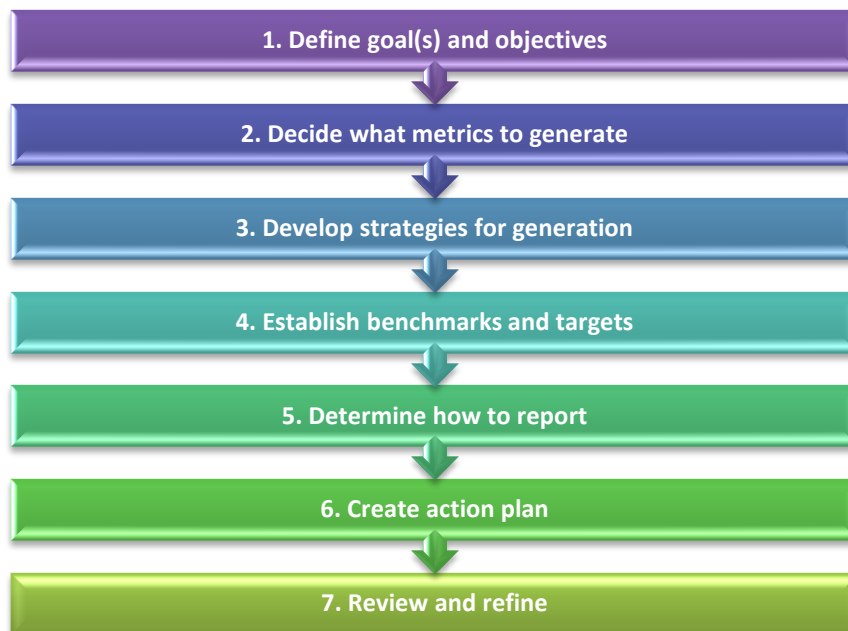 1. Define goal(s) and objectives
2. Decide what metrics to generate
3. Develop strategies for generation
4. Establish benchmarks and targets
5. Determine how to report
6. Create action plan
7. Review and refine